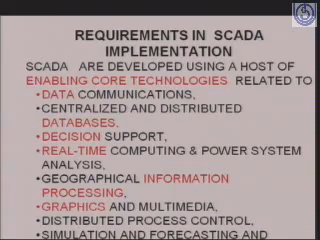 REQUIREMENTS IN SCADA
IMPLEMENTATION
SCADA ARE DEVELOPED USING A HOST OF
ENABLING CORE TECHNOLOGIES RELATED TO
•DATA COMMUNICATIONS,
•CENTRALIZED AND DISTRIBUTED
DATABASES,
•DECISION SUPPORT,
•REAL-TIME COMPUTING & POWER SYSTEM
ANALYSIS,
•GEOGRAPHICAL INFORMATION
PROCESSING,
•GRAPHICS AND MULTIMEDIA,
•DISTRIBUTED PROCESS CONTROL,
•SIMULATION AND FORECASTING AND